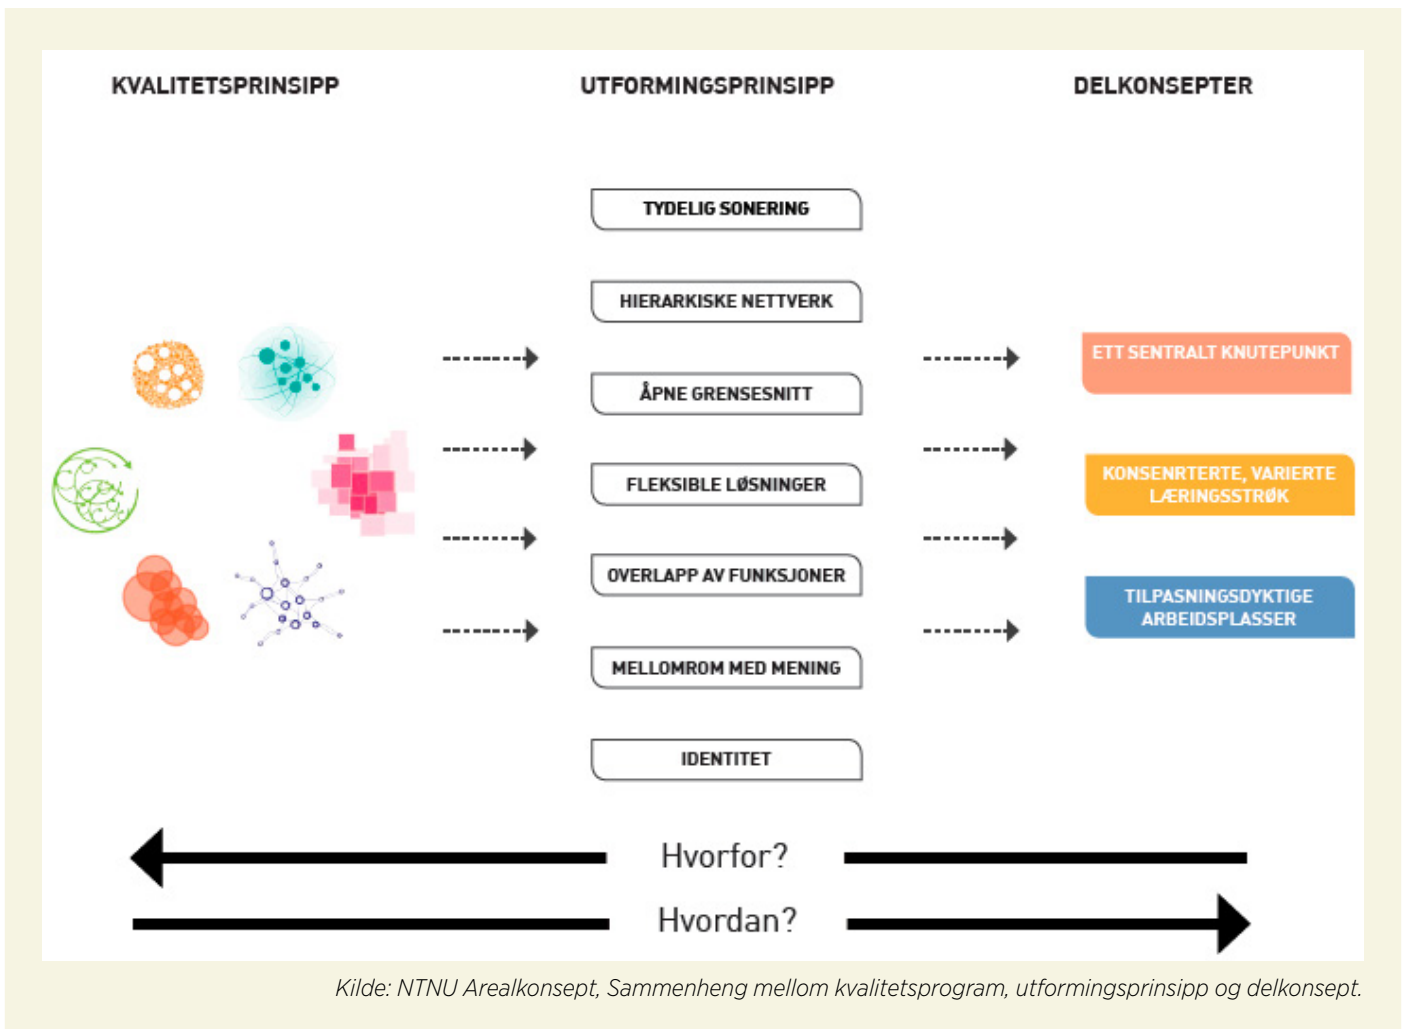 KVALITETSPRINSIPP
UTFORMINGSPRINSIPP
DELKONSEPTER
TYDELIG SONERING
HIERARKISKE NETTVERK
ÅPNE GRENSESNITT
FLEKSIBLE LØSNINGER
OVERLAPP AV FUNKSJONER
MELLOMROM MED MENING
IDENTITET
ETT SENTRALT KNUTEPUNKT
KONSENRTERTE, VARIERTE
LÆRINGSSTRØK
TILPASNINGSDYKTIGE
ARBEIDSPLASSER
Hvorfor?
Hvordan?
Kilde: NTNU Arealkonsept, Sammenheng mellom kvalitetsprogram, utformingsprinsipp og delkonsept.